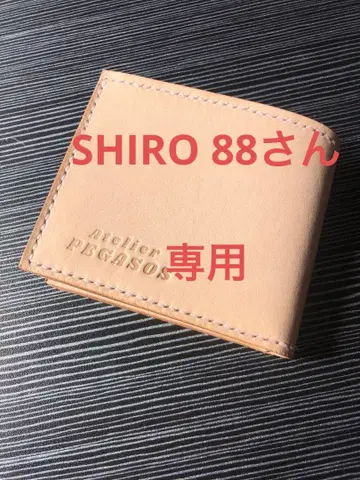 SHIRO 88さん
専用
Atelier
PEGASOS